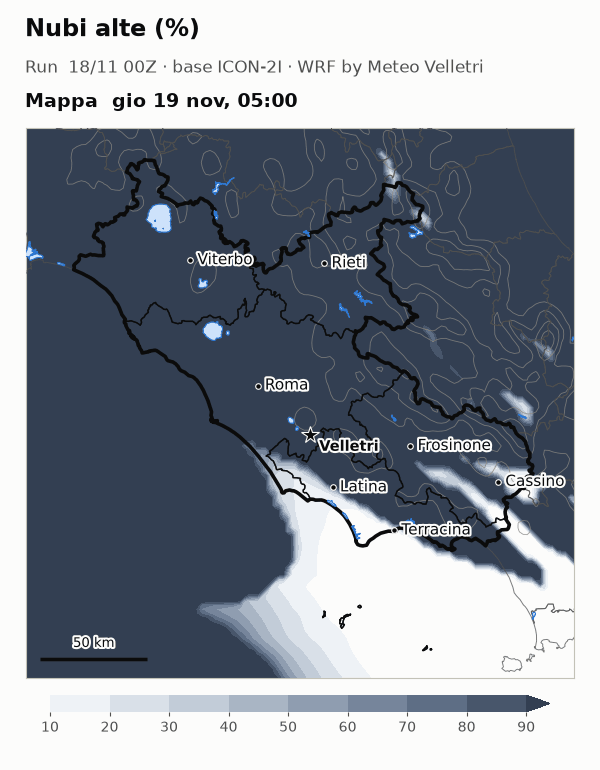 Nubi alte (%)
Run 18/11 00Z · base ICON-2I · WRF by Meteo Velletri
Mappa gio 19 nov, 05:00
Viterbo
Rieti
Roma
Velletri
Frosinone
Cassino
Latina
Terracina
50 km
10 20 30 40 50 60 70 80 90